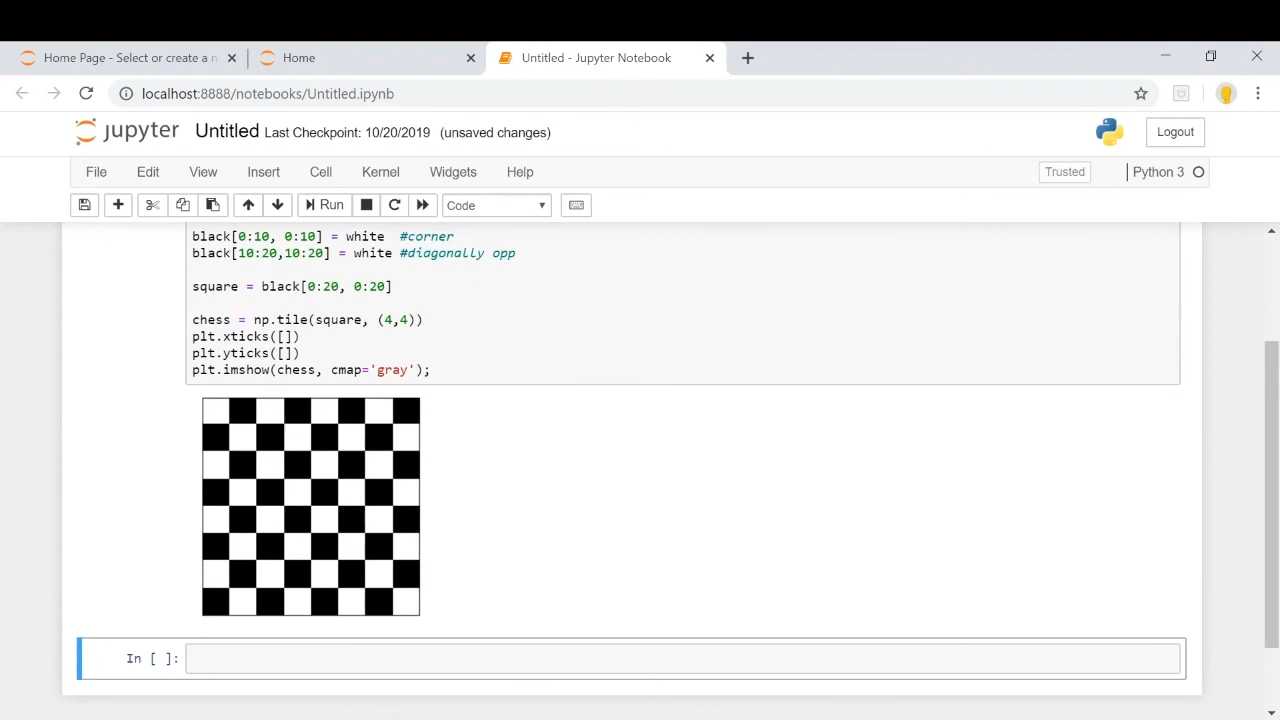 Home Page - Select or create a n
Home
Untitled - Jupyter Notebook
localhost:8888/notebooks/Untitled.ipynb
jupyter Untitled Last Checkpoint: 10/20/2019 (unsaved changes)
Logout
File Edit View Insert Cell Kernel Widgets Help
Trusted
Python 3
Run
Code
black[0:10, 0:10] = white  #corner
black[10:20,10:20] = white #diagonally opp
square = black[0:20, 0:20]
chess = np.tile(square, (4,4))
plt.xticks([])
plt.yticks([])
plt.imshow(chess, cmap='gray');
In [ ]: